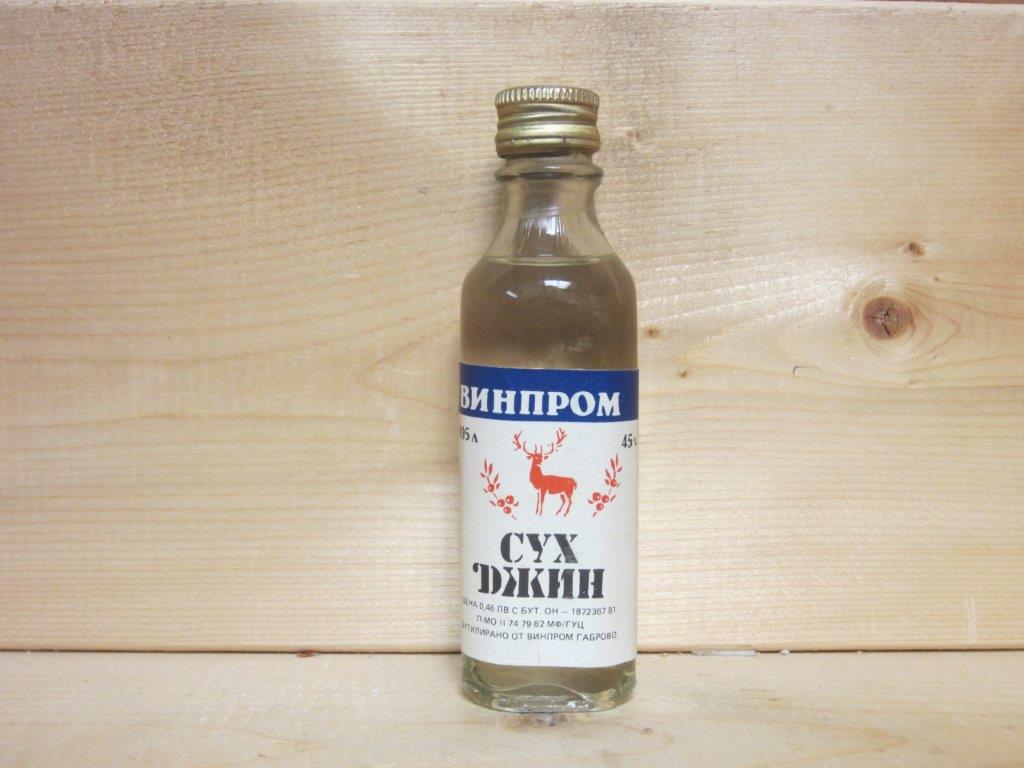 ВИНПРОМ
05 л 45%
СУХ
ДЖИН
ЦЕНА 0,46 ЛВ С БУТ. ОН – 1872367 81
П-МО II 74 79 82 МФ/ГУЦ
БУТИЛИРАНО ОТ ВИНПРОМ ГАБРОВО